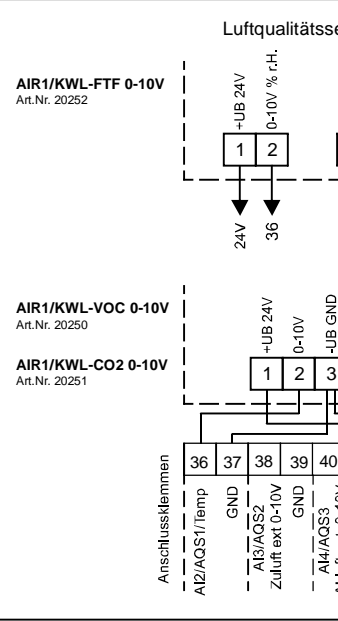 Luftqualitätsse
AIR1/KWL-FTF 0-10V
Art.Nr. 20252
+UB 24V
0-10V % r.H.
1 2
24V
36
AIR1/KWL-VOC 0-10V
Art.Nr. 20250
AIR1/KWL-CO2 0-10V
Art.Nr. 20251
+UB 24V
0-10V
-UB GND
1 2 3
Anschlussklemmen
36 37 38 39 40
AI2/AQS1/Temp
GND
AI3/AQS2
Zuluft ext 0-10V
GND
AI4/AQS3